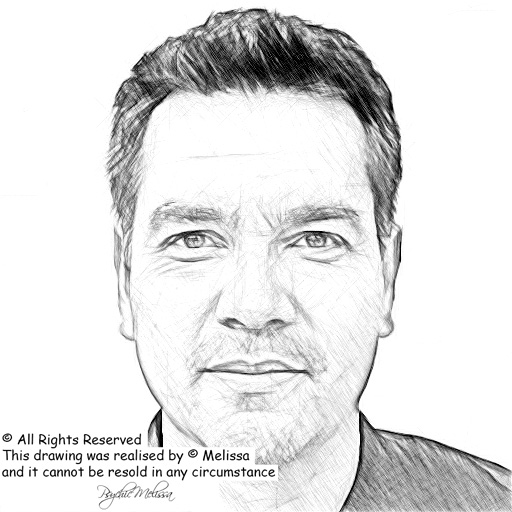 © All Rights Reserved
This drawing was realised by © Melissa
and it cannot be resold in any circumstance
Psychic Melissa